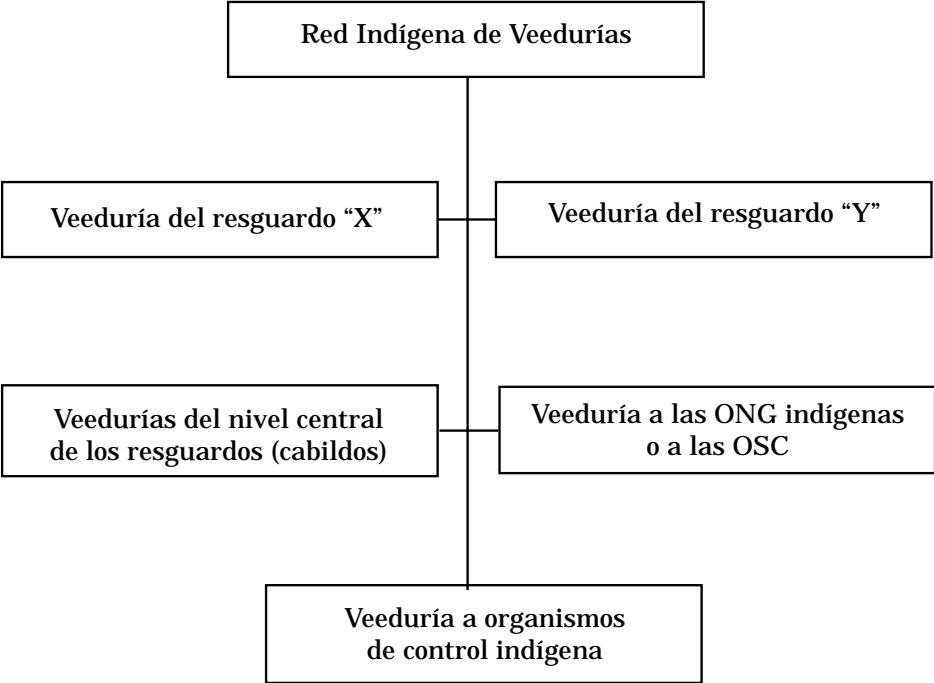 Red Indígena de Veedurías
Veeduría del resguardo “X”
Veeduría del resguardo “Y”
Veedurías del nivel central
de los resguardos (cabildos)
Veeduría a las ONG indígenas
o a las OSC
Veeduría a organismos
de control indígena